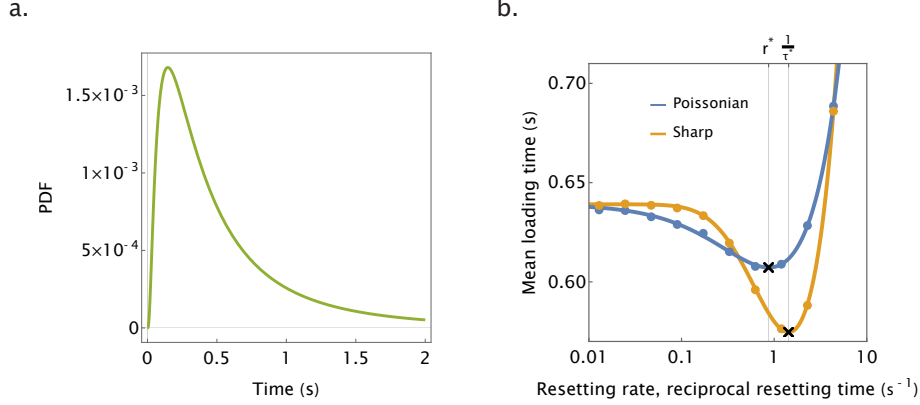 a.
PDF
1.5×10⁻³
1×10⁻³
5×10⁻⁴
0
0
0.5
1
1.5
2
Time (s)
b.
r* 1/τ*
Mean loading time (s)
0.70
0.65
0.60
Poissonian
Sharp
0.01
0.1
1
10
Resetting rate, reciprocal resetting time (s⁻¹)